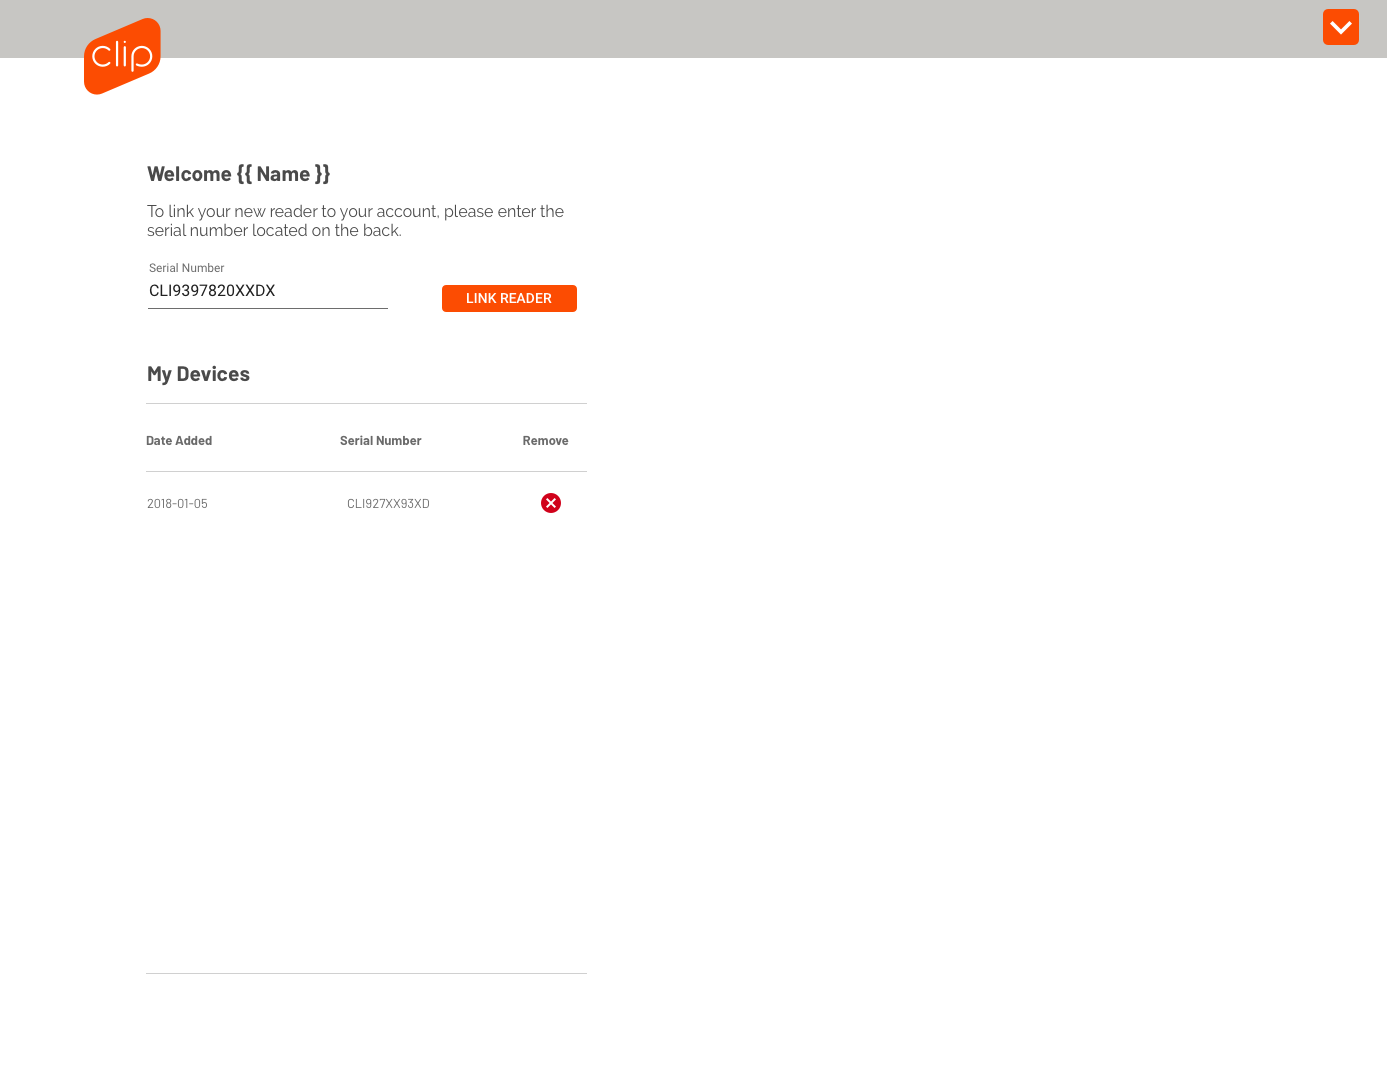 clip
Welcome {{ Name }}
To link your new reader to your account, please enter the
serial number located on the back.
Serial Number
CLI9397820XXDX
LINK READER
My Devices
Date Added Serial Number Remove
2018-01-05 CLI927XX93XD